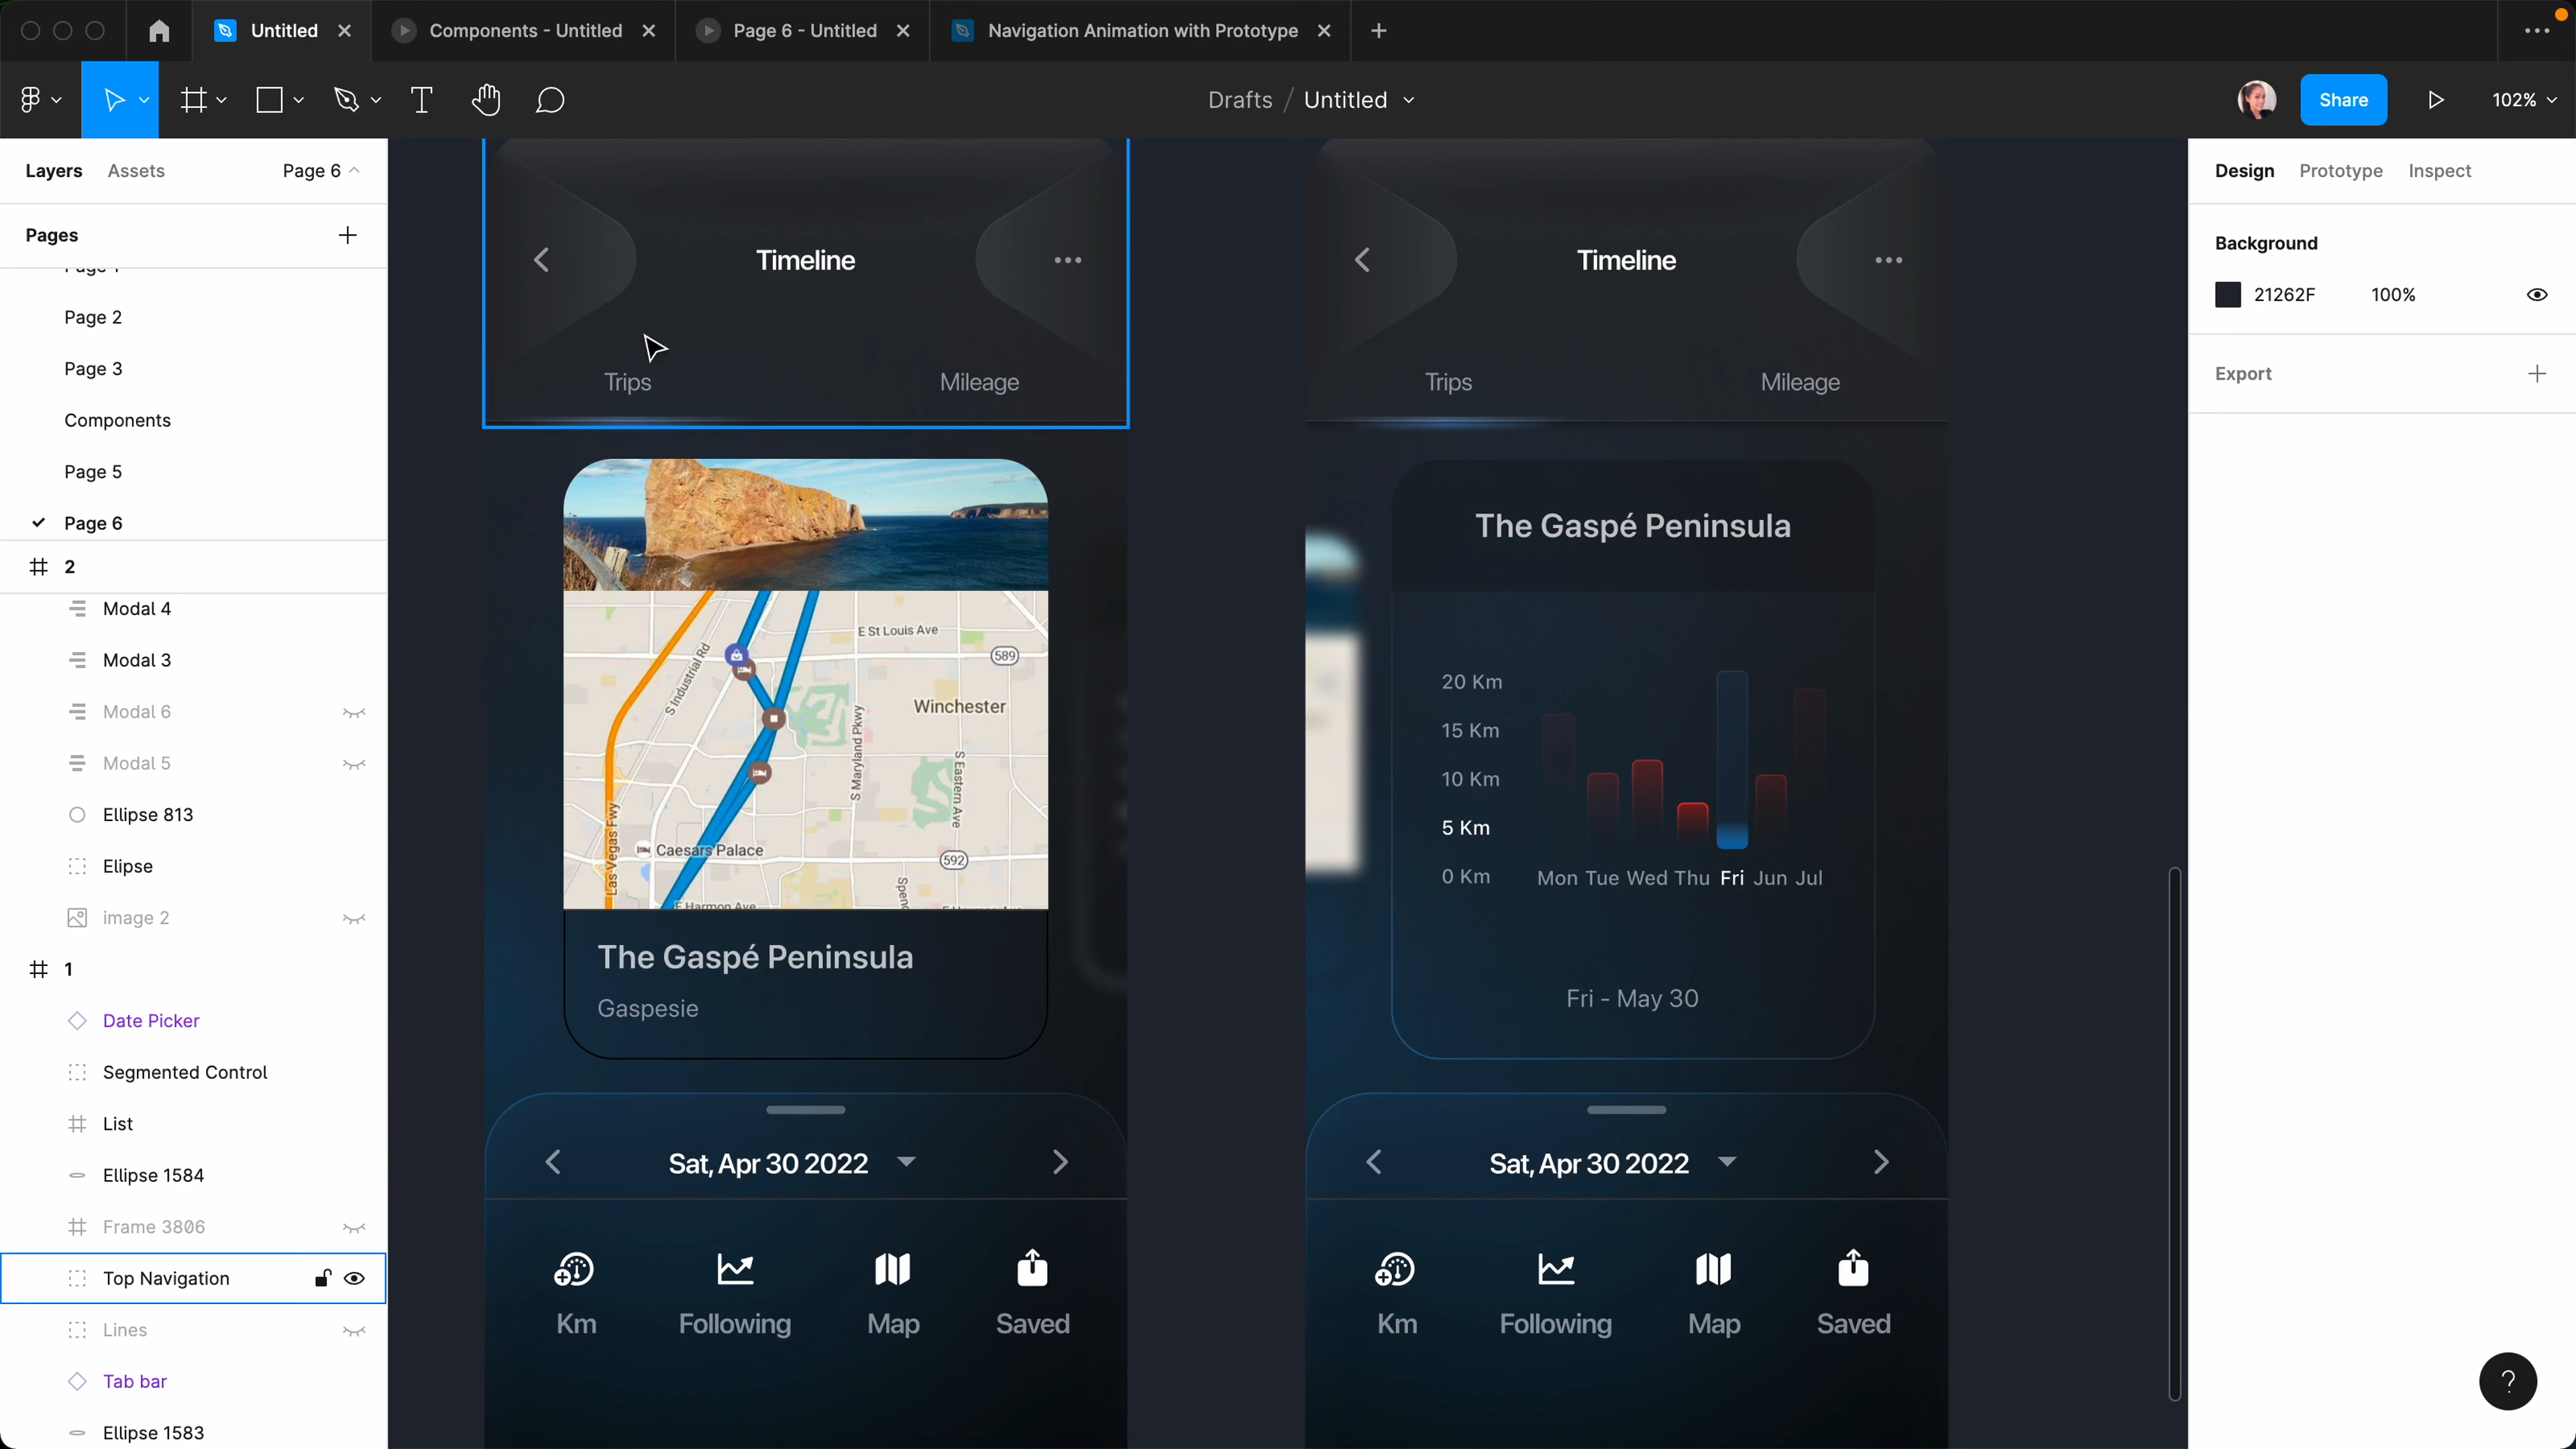 Untitled
Components - Untitled
Page 6 - Untitled
Navigation Animation with Prototype
Drafts / Untitled
Share
102%
Layers
Assets
Page 6
Pages
Page 2
Page 3
Components
Page 5
Page 6
2
Modal 4
Modal 3
Modal 6
Modal 5
Ellipse 813
Elipse
image 2
1
Date Picker
Segmented Control
List
Ellipse 1584
Frame 3806
Top Navigation
Lines
Tab bar
Ellipse 1583
Timeline
Trips
Mileage
E St Louis Ave
589
S Industrial Rd
Winchester
S Maryland Pkwy
S Eastern Ave
Las Vegas Fwy
Caesars Palace
592
E Harmon Ave
The Gaspé Peninsula
Gaspesie
Sat, Apr 30 2022
Km
Following
Map
Saved
Timeline
Trips
Mileage
The Gaspé Peninsula
20 Km
15 Km
10 Km
5 Km
0 Km
Mon Tue Wed Thu Fri Jun Jul
Fri - May 30
Sat, Apr 30 2022
Km
Following
Map
Saved
Design
Prototype
Inspect
Background
21262F
100%
Export
?